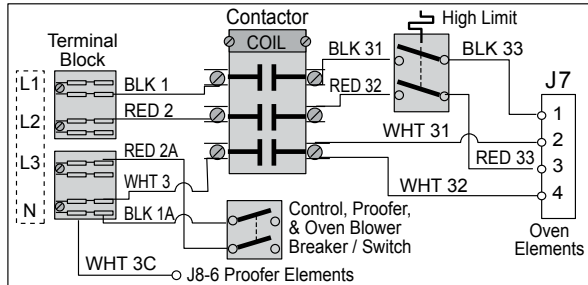 Contactor
COIL
High Limit
Terminal
Block
BLK 31
BLK 33
L1
BLK 1
RED 32
J7
L2
RED 2
1
WHT 31
2
L3
RED 2A
RED 33
3
WHT 3
WHT 32
4
N
BLK 1A
Control, Proofer,
& Oven Blower
Breaker / Switch
Oven
Elements
WHT 3C
J8-6 Proofer Elements